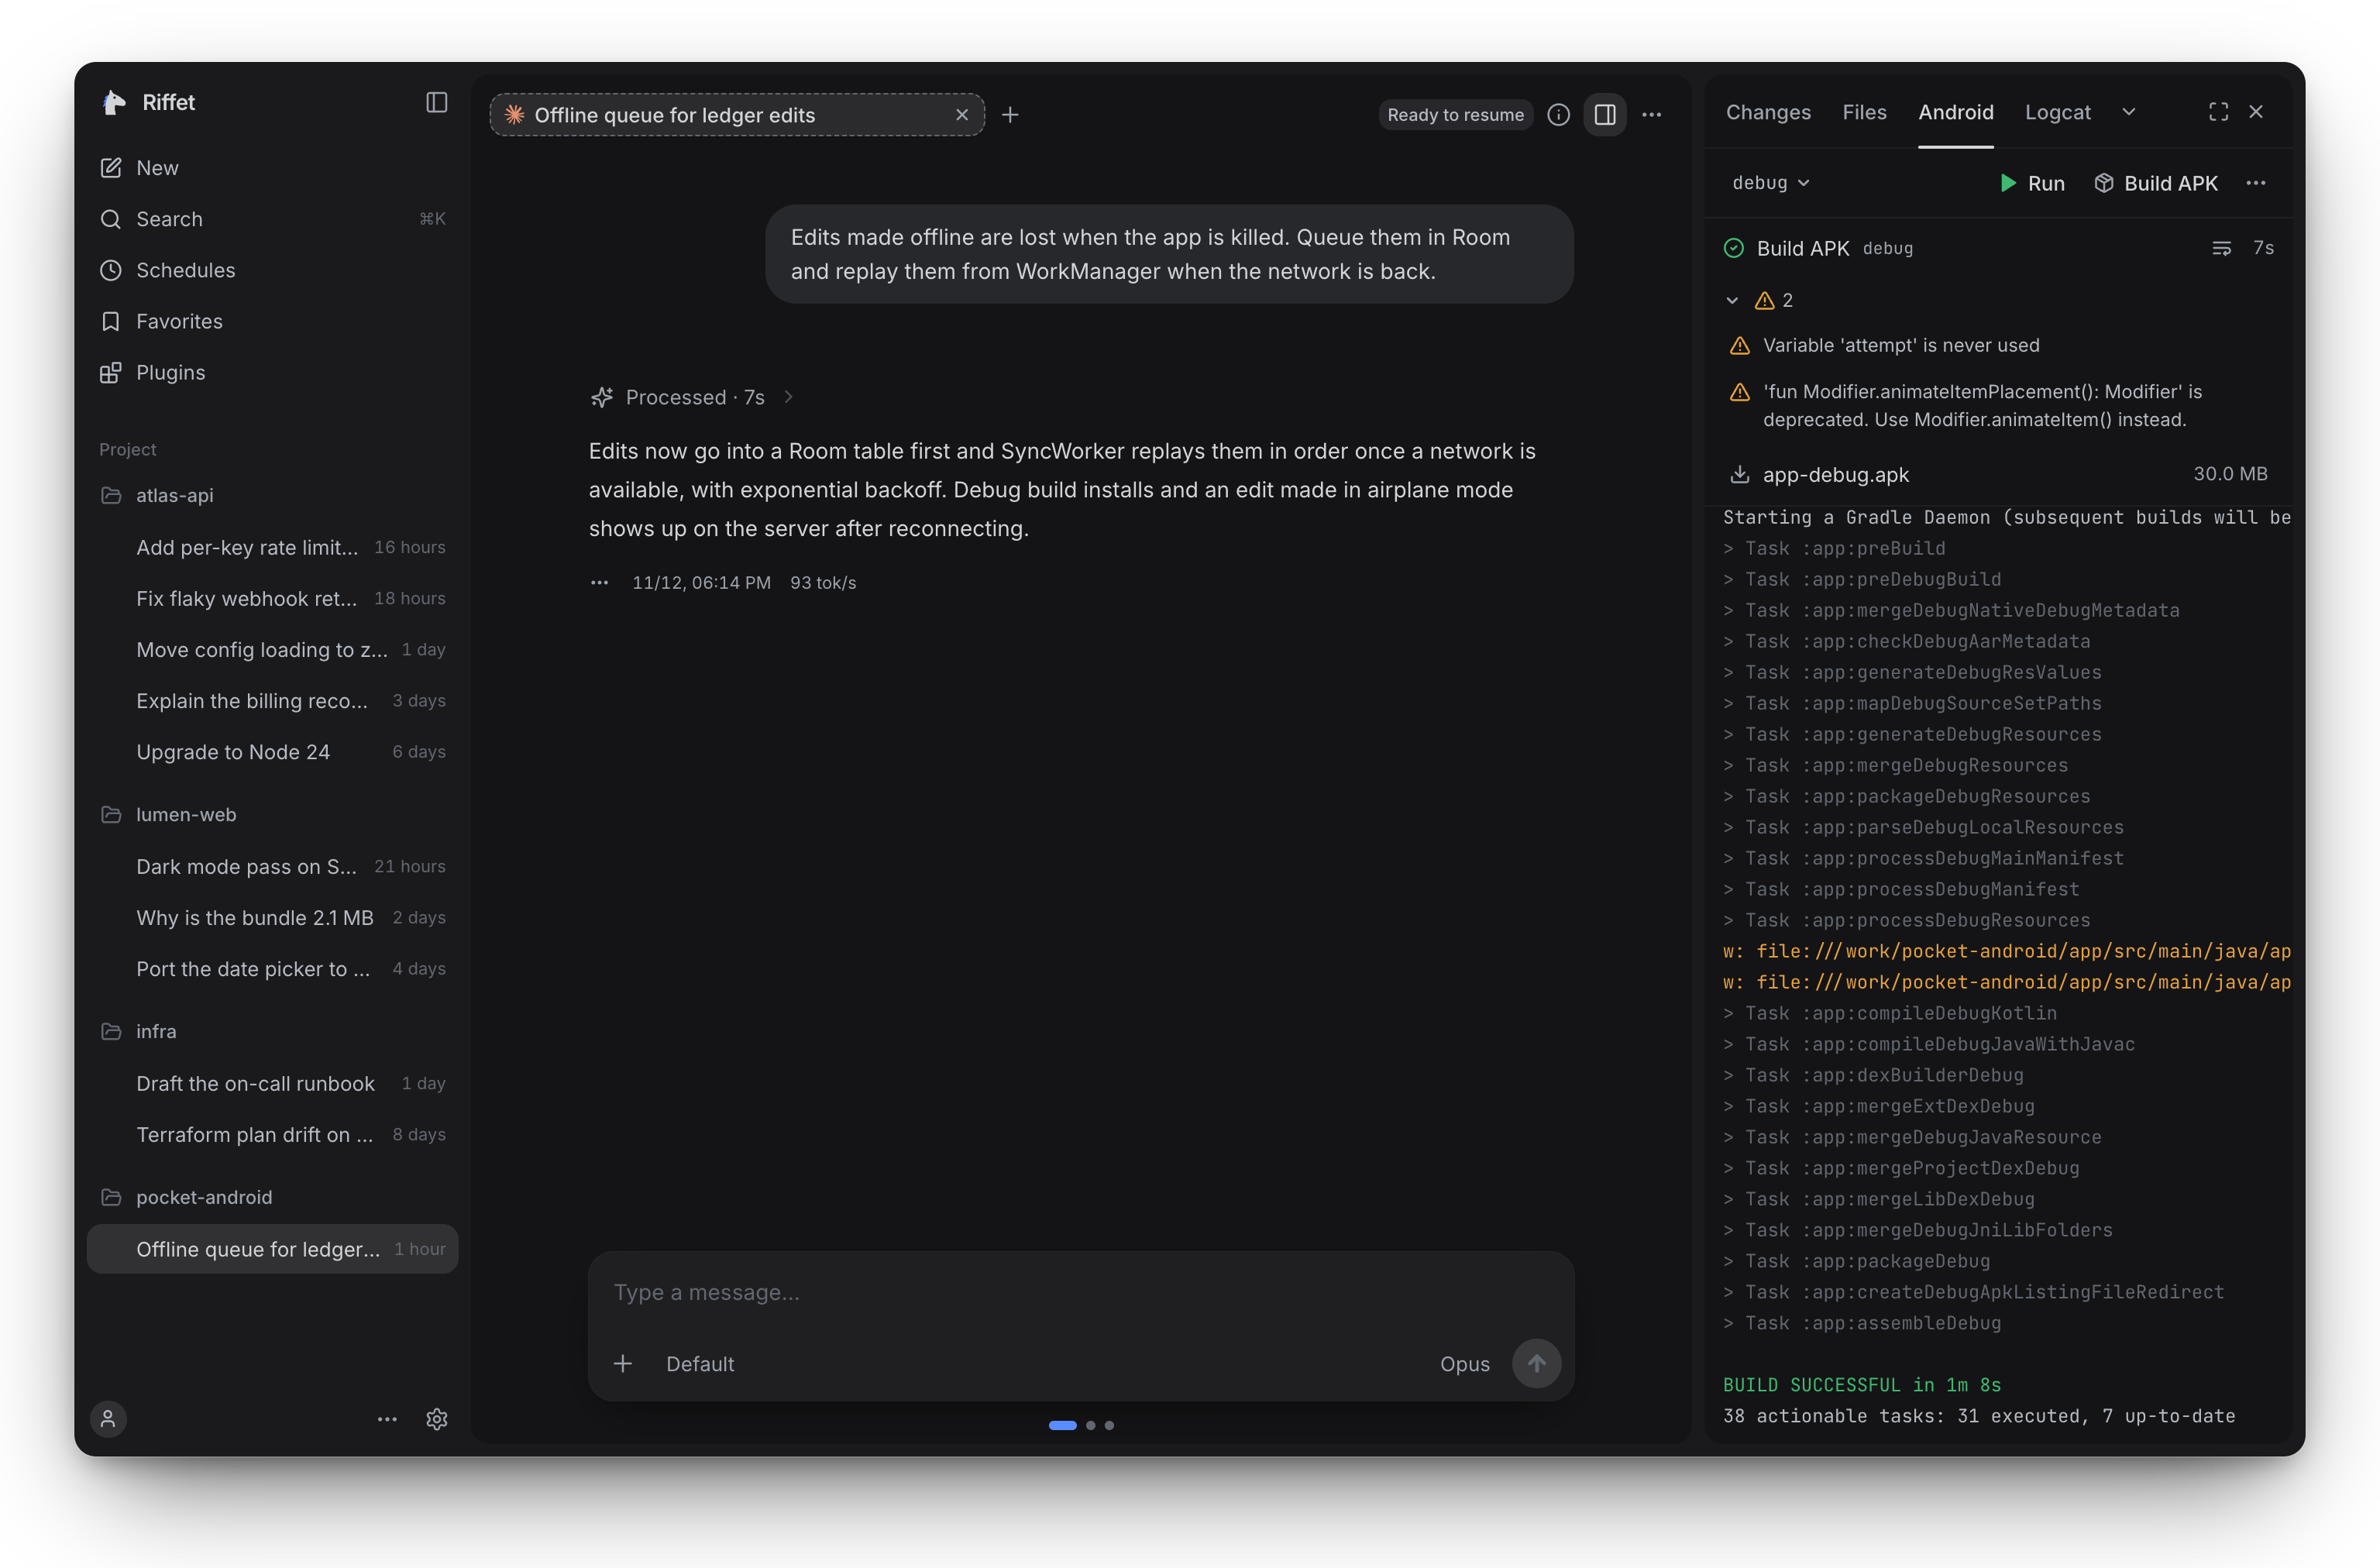 Riffet
New
Search ⌘K
Schedules
Favorites
Plugins
Project
atlas-api
Add per-key rate limit... 16 hours
Fix flaky webhook ret... 18 hours
Move config loading to z... 1 day
Explain the billing reco... 3 days
Upgrade to Node 24 6 days
lumen-web
Dark mode pass on S... 21 hours
Why is the bundle 2.1 MB 2 days
Port the date picker to ... 4 days
infra
Draft the on-call runbook 1 day
Terraform plan drift on ... 8 days
pocket-android
Offline queue for ledger... 1 hour
Offline queue for ledger edits
Ready to resume
Edits made offline are lost when the app is killed. Queue them in Room
and replay them from WorkManager when the network is back.
Processed · 7s
Edits now go into a Room table first and SyncWorker replays them in order once a network is
available, with exponential backoff. Debug build installs and an edit made in airplane mode
shows up on the server after reconnecting.
11/12, 06:14 PM 93 tok/s
Type a message...
Default Opus
Changes Files Android Logcat
debug Run Build APK
Build APK debug 7s
2
Variable 'attempt' is never used
'fun Modifier.animateItemPlacement(): Modifier' is
deprecated. Use Modifier.animateItem() instead.
app-debug.apk 30.0 MB
Starting a Gradle Daemon (subsequent builds will be
> Task :app:preBuild
> Task :app:preDebugBuild
> Task :app:mergeDebugNativeDebugMetadata
> Task :app:checkDebugAarMetadata
> Task :app:generateDebugResValues
> Task :app:mapDebugSourceSetPaths
> Task :app:generateDebugResources
> Task :app:mergeDebugResources
> Task :app:packageDebugResources
> Task :app:parseDebugLocalResources
> Task :app:processDebugMainManifest
> Task :app:processDebugManifest
> Task :app:processDebugResources
w: file:///work/pocket-android/app/src/main/java/ap
w: file:///work/pocket-android/app/src/main/java/ap
> Task :app:compileDebugKotlin
> Task :app:compileDebugJavaWithJavac
> Task :app:dexBuilderDebug
> Task :app:mergeExtDexDebug
> Task :app:mergeDebugJavaResource
> Task :app:mergeProjectDexDebug
> Task :app:mergeLibDexDebug
> Task :app:mergeDebugJniLibFolders
> Task :app:packageDebug
> Task :app:createDebugApkListingFileRedirect
> Task :app:assembleDebug
BUILD SUCCESSFUL in 1m 8s
38 actionable tasks: 31 executed, 7 up-to-date